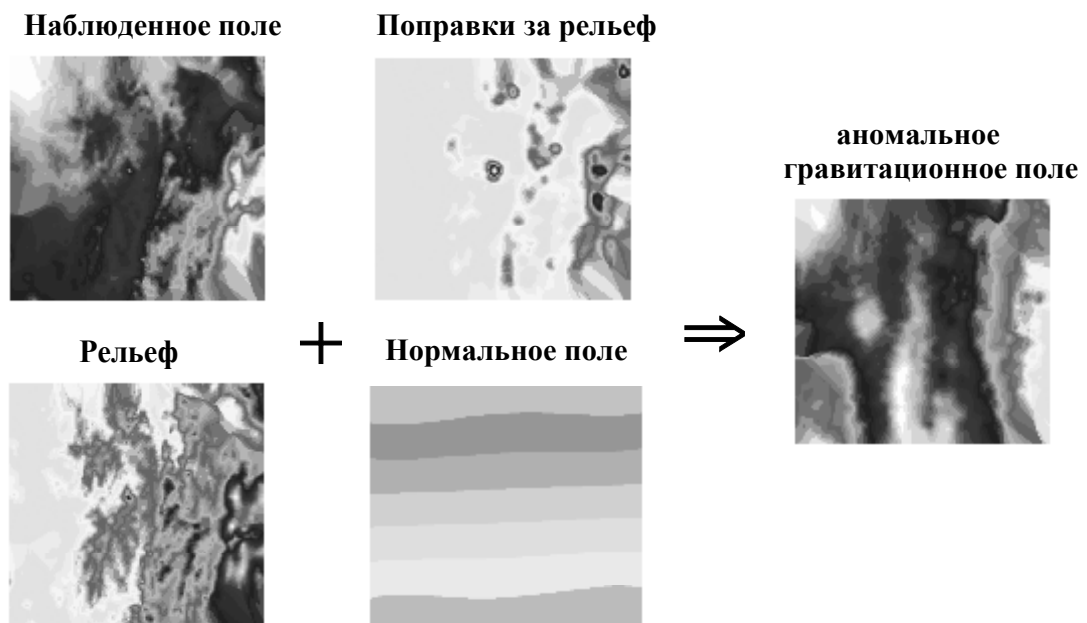 Наблюденное поле
Поправки за рельеф
аномальное
гравитационное поле
Рельеф
+
Нормальное поле
⇒